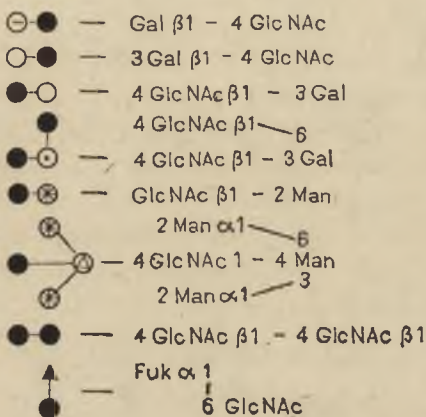 — Gal β1 – 4 GlcNAc
— 3 Gal β1 – 4 GlcNAc
— 4 GlcNAc β1 – 3 Gal
4 GlcNAc β1
6
— 4 GlcNAc β1 – 3 Gal
— GlcNAc β1 – 2 Man
2 Man α1
6
— 4 GlcNAc 1 – 4 Man
3
2 Man α1
— 4 GlcNAc β1 – 4 GlcNAc β1
Fuk α 1
—
6 GlcNAc